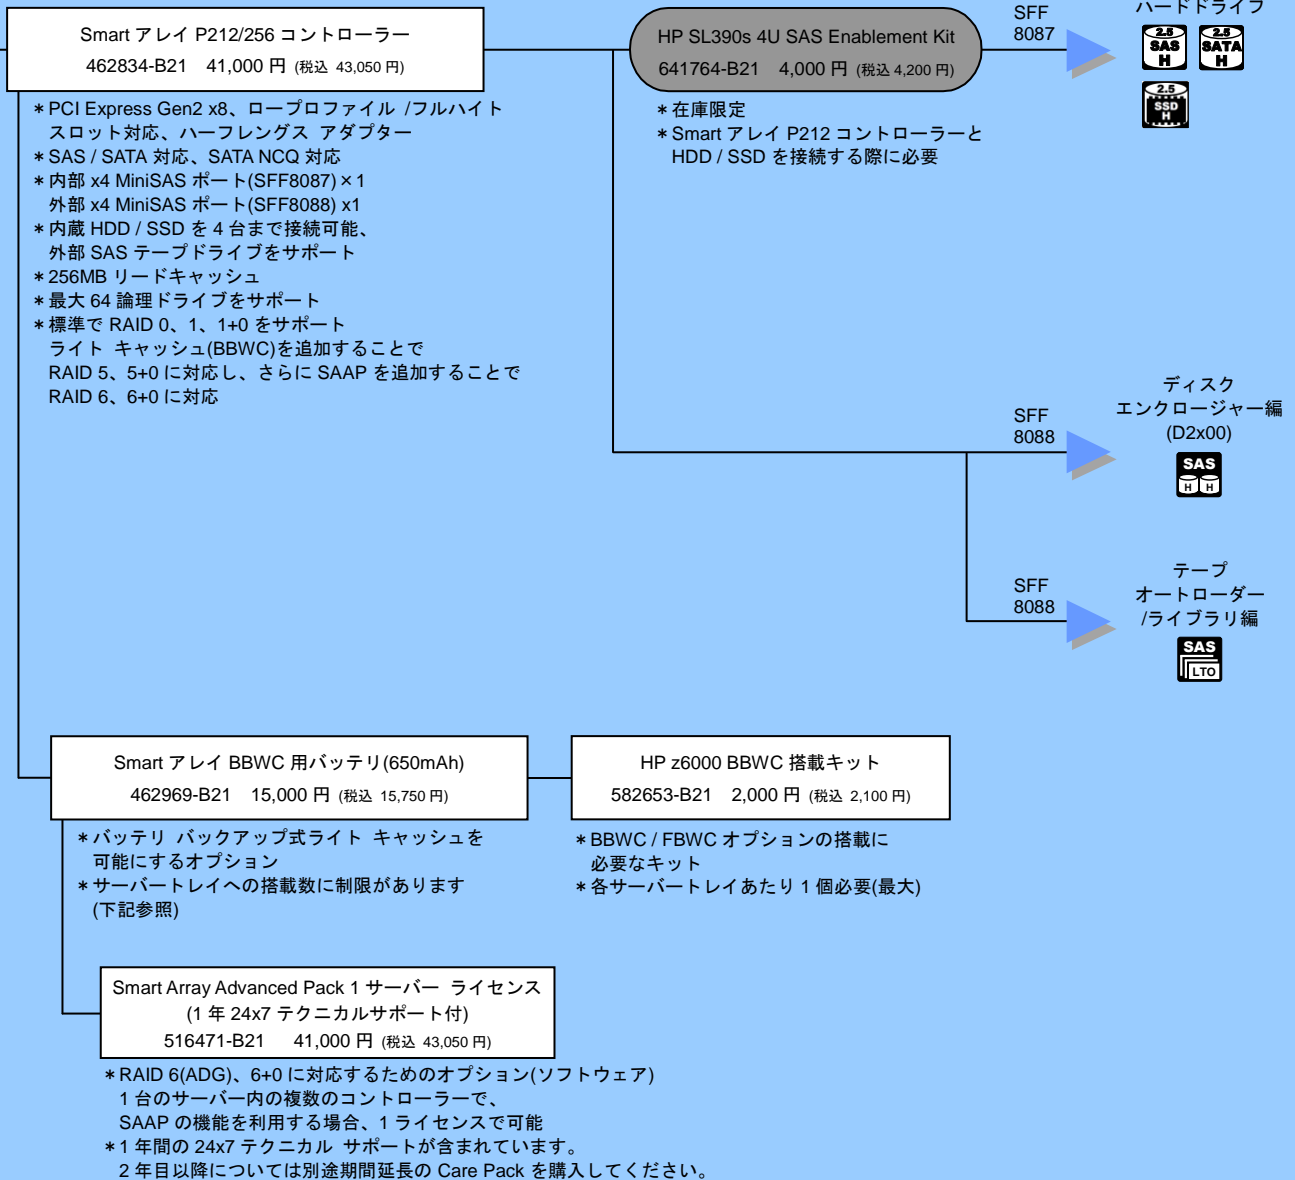 Smart アレイ P212/256 コントローラー
462834-B21 41,000 円 (税込 43,050 円)
HP SL390s 4U SAS Enablement Kit
641764-B21 4,000 円 (税込 4,200 円)
SFF
8087
ハードドライブ
2.5
SAS
H
2.5
SATA
H
2.5
SSD
H
*PCI Express Gen2 x8、ロープロファイル /フルハイト
スロット対応、ハーフレングス アダプター
*SAS / SATA 対応、SATA NCQ 対応
*内部 x4 MiniSAS ポート(SFF8087)×1
外部 x4 MiniSAS ポート(SFF8088) x1
*内蔵 HDD / SSD を 4 台まで接続可能、
外部 SAS テープドライブをサポート
*256MB リードキャッシュ
*最大 64 論理ドライブをサポート
*標準で RAID 0、1、1+0 をサポート
ライト キャッシュ(BBWC)を追加することで
RAID 5、5+0 に対応し、さらに SAAP を追加することで
RAID 6、6+0 に対応
*在庫限定
*Smart アレイ P212 コントローラーと
HDD / SSD を接続する際に必要
SFF
8088
ディスク
エンクロージャー編
(D2x00)
SAS
H H
SFF
8088
テープ
オートローダー
/ライブラリ編
SAS
LTO
Smart アレイ BBWC 用バッテリ(650mAh)
462969-B21 15,000 円 (税込 15,750 円)
HP z6000 BBWC 搭載キット
582653-B21 2,000 円 (税込 2,100 円)
*バッテリ バックアップ式ライト キャッシュを
可能にするオプション
*サーバートレイへの搭載数に制限があります
(下記参照)
*BBWC / FBWC オプションの搭載に
必要なキット
*各サーバートレイあたり 1 個必要(最大)
Smart Array Advanced Pack 1 サーバー ライセンス
(1 年 24x7 テクニカルサポート付)
516471-B21 41,000 円 (税込 43,050 円)
*RAID 6(ADG)、6+0 に対応するためのオプション(ソフトウェア)
1 台のサーバー内の複数のコントローラーで、
SAAP の機能を利用する場合、1 ライセンスで可能
*1 年間の 24x7 テクニカル サポートが含まれています。
2 年目以降については別途期間延長の Care Pack を購入してください。